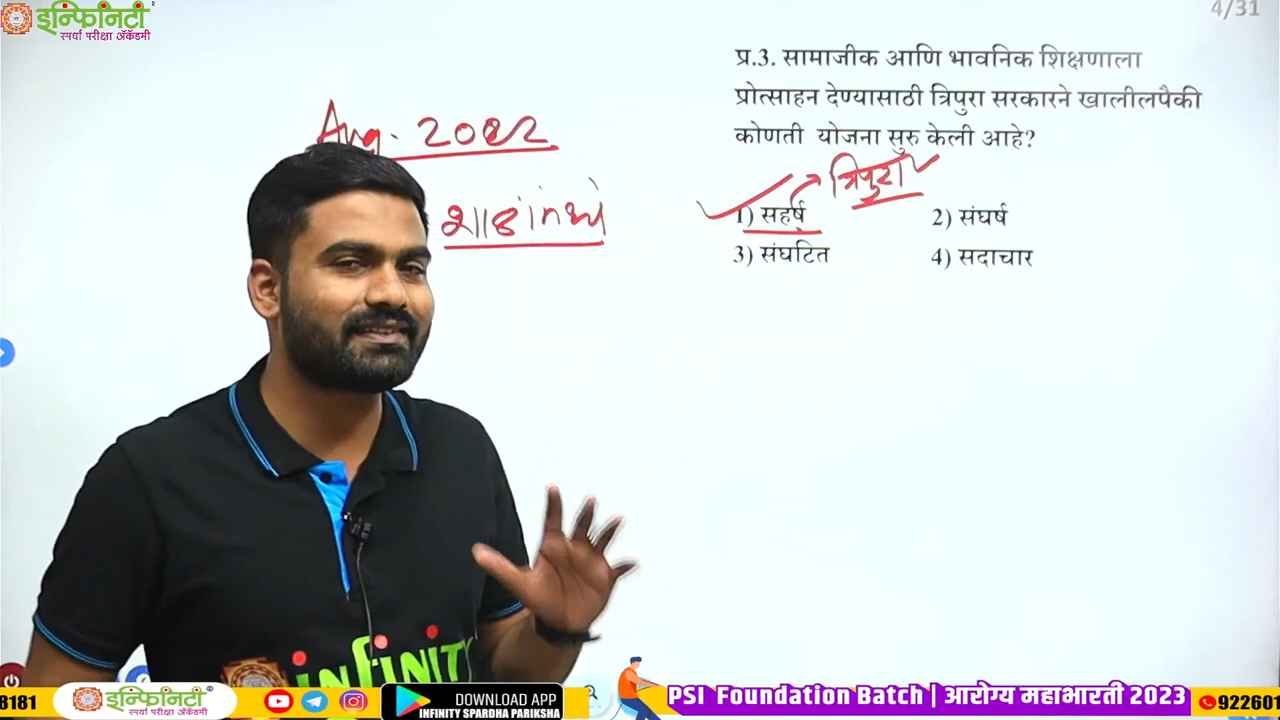 इन्फिनिटी
स्पर्धा परीक्षा अ‍ॅकॅडमी
4/31
प्र.3. सामाजीक आणि भावनिक शिक्षणाला
प्रोत्साहन देण्यासाठी त्रिपुरा सरकारने खालीलपैकी
कोणती योजना सुरु केली आहे?
Aug. 2022
त्रिपुरा
1) सहर्ष
2) संघर्ष
3) संघटित
4) सदाचार
infinity
8181
इन्फिनिटी
स्पर्धा परीक्षा अ‍ॅकॅडमी
DOWNLOAD APP
INFINITY SPARDHA PARIKSHA
PSI Foundation Batch | आरोग्य महाभारती 2023
922601